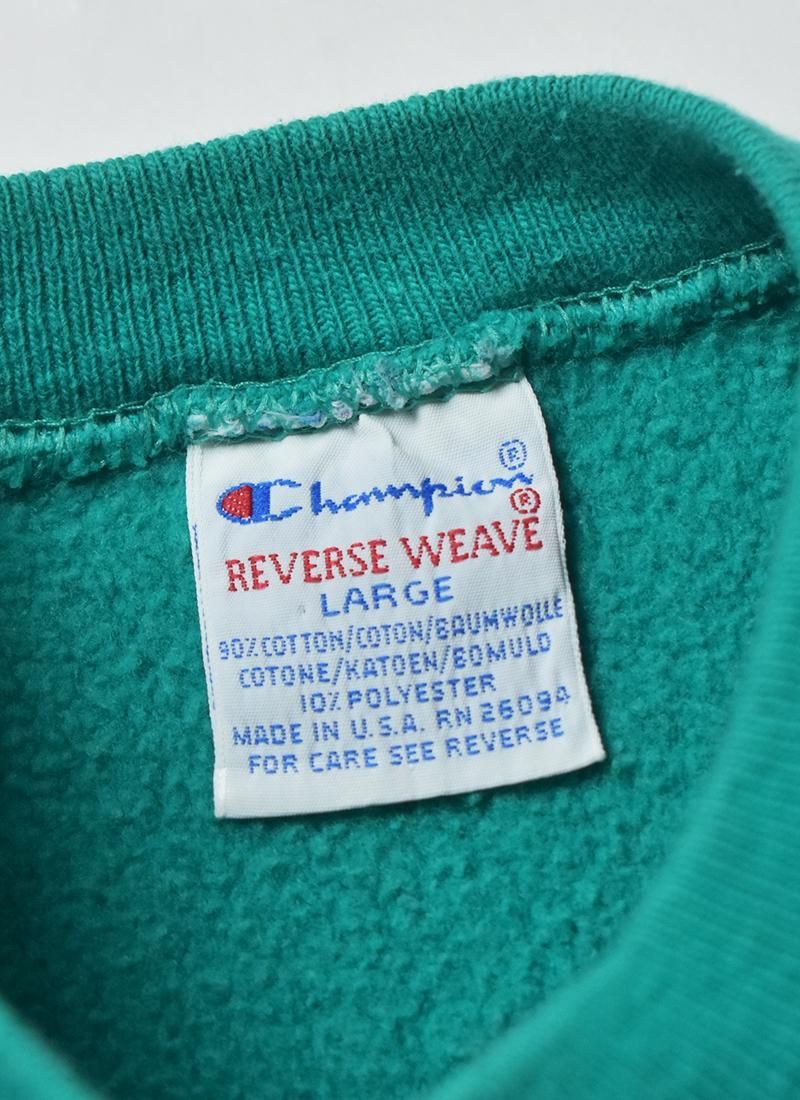 Champion®
REVERSE WEAVE®
LARGE
90% COTTON/COTON/BAUMWOLLE
COTONE/KATOEN/BOMULD
10% POLYESTER
MADE IN U.S.A. RN 26094
FOR CARE SEE REVERSE